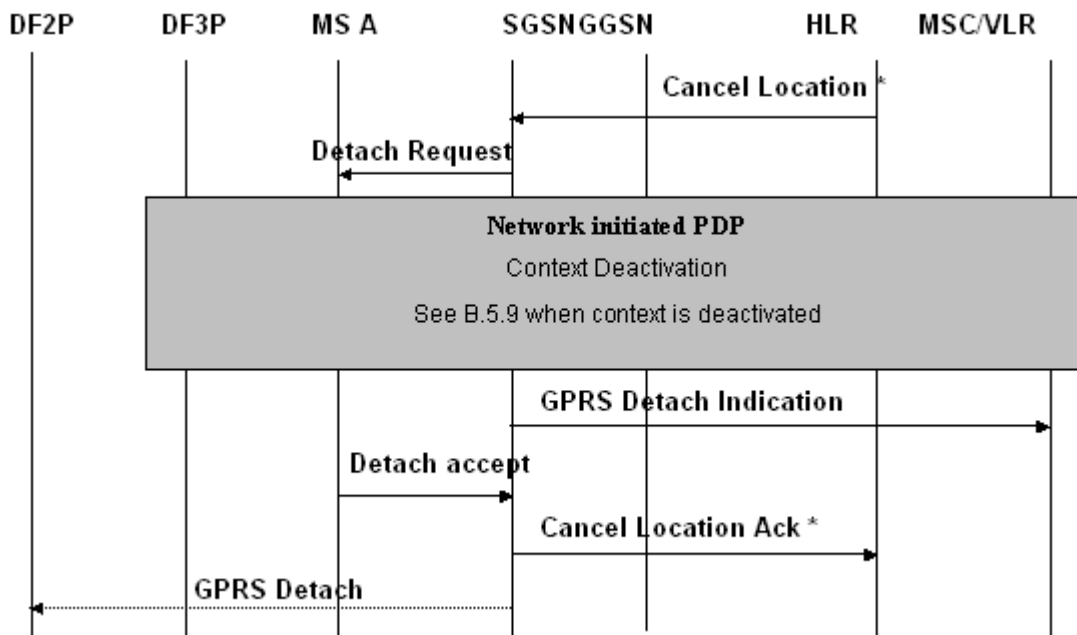 DF2P DF3P MS A SGSNGGSN HLR MSC/VLR
Cancel Location *
Detach Request
Network initiated PDP
Context Deactivation
See B.5.9 when context is deactivated
GPRS Detach Indication
Detach accept
Cancel Location Ack *
GPRS Detach